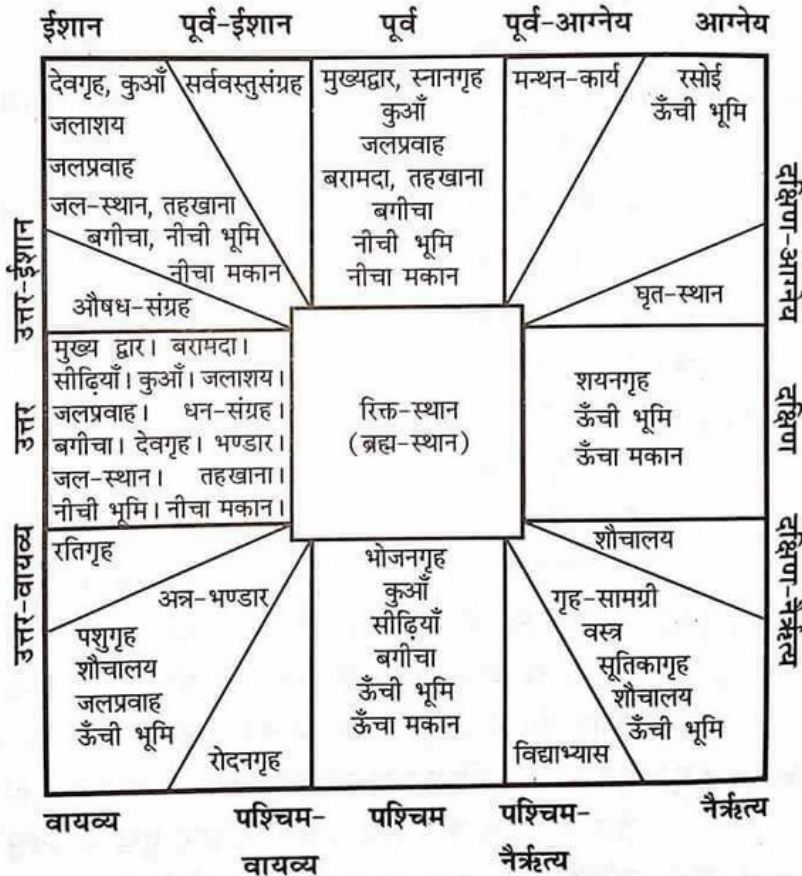 ईशान पूर्व-ईशान पूर्व पूर्व-आग्नेय आग्नेय
देवगृह, कुआँ
जलाशय
जलप्रवाह
जल-स्थान, तहखाना
बगीचा, नीची भूमि
नीचा मकान
सर्ववस्तुसंग्रह
मुख्यद्वार, स्नानगृह
कुआँ
जलप्रवाह
बरामदा, तहखाना
बगीचा
नीची भूमि
नीचा मकान
मन्थन-कार्य
रसोई
ऊँची भूमि
उत्तर-ईशान
औषध-संग्रह
घृत-स्थान
दक्षिण-आग्नेय
उत्तर
मुख्य द्वार। बरामदा।
सीढ़ियाँ। कुआँ। जलाशय।
जलप्रवाह। धन-संग्रह।
बगीचा। देवगृह। भण्डार।
जल-स्थान। तहखाना।
नीची भूमि। नीचा मकान।
रिक्त-स्थान
(ब्रह्म-स्थान)
शयनगृह
ऊँची भूमि
ऊँचा मकान
दक्षिण
उत्तर-वायव्य
रतिगृह
अन्न-भण्डार
पशुगृह
शौचालय
जलप्रवाह
ऊँची भूमि
रोदनगृह
भोजनगृह
कुआँ
सीढ़ियाँ
बगीचा
ऊँची भूमि
ऊँचा मकान
शौचालय
गृह-सामग्री
वस्त्र
सूतिकागृह
शौचालय
ऊँची भूमि
विद्याभ्यास
दक्षिण-नैर्ऋत्य
वायव्य पश्चिम- पश्चिम पश्चिम- नैर्ऋत्य
वायव्य नैर्ऋत्य